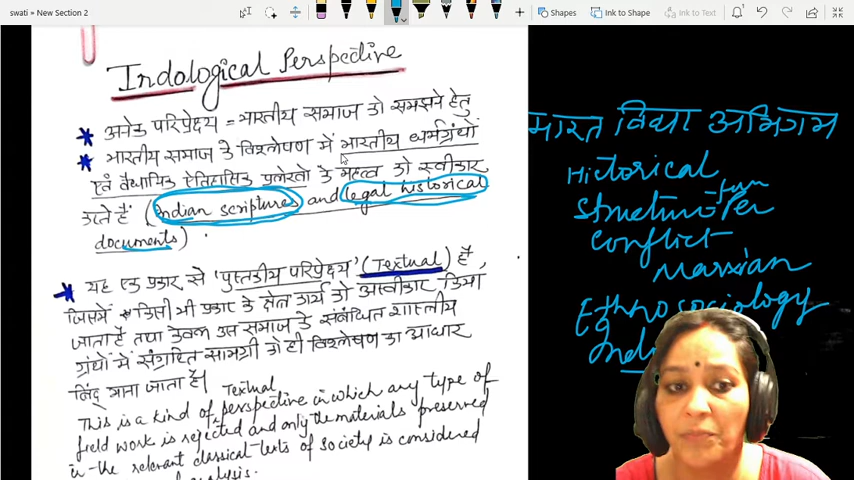 swati » New Section 2
Shapes
Ink to Shape
Ink to Text
Indological Perspective
अनेक परिप्रेक्ष्य = भारतीय समाज को समझने हेतु
भारतीय समाज के विश्लेषण में भारतीय धर्मग्रंथों
एवं वैधानिक ऐतिहासिक प्रलेखो के महत्व को स्वीकार
करते हैं (Indian scriptures and legal historical
documents) .
यह एक प्रकार से 'पुस्तकीय परिप्रेक्ष्य' (Textual) है,
जिसमें किसी भी प्रकार के क्षेत्र कार्य को अस्वीकार किया
जाता है तथा केवल उस समाज के संबंधित शास्त्रीय
ग्रंथों में संग्रहित सामग्री को ही विश्लेषण का आधार
बिंदु माना जाता है।
Textual
This is a kind of perspective in which any type of
field work is rejected and only the materials preserved
in the relevant classical texts of society is considered
analysis.
भारत विद्या अभिगम
Historical
Structure-fun
Per
Conflict
Marxian
Ethnosociology